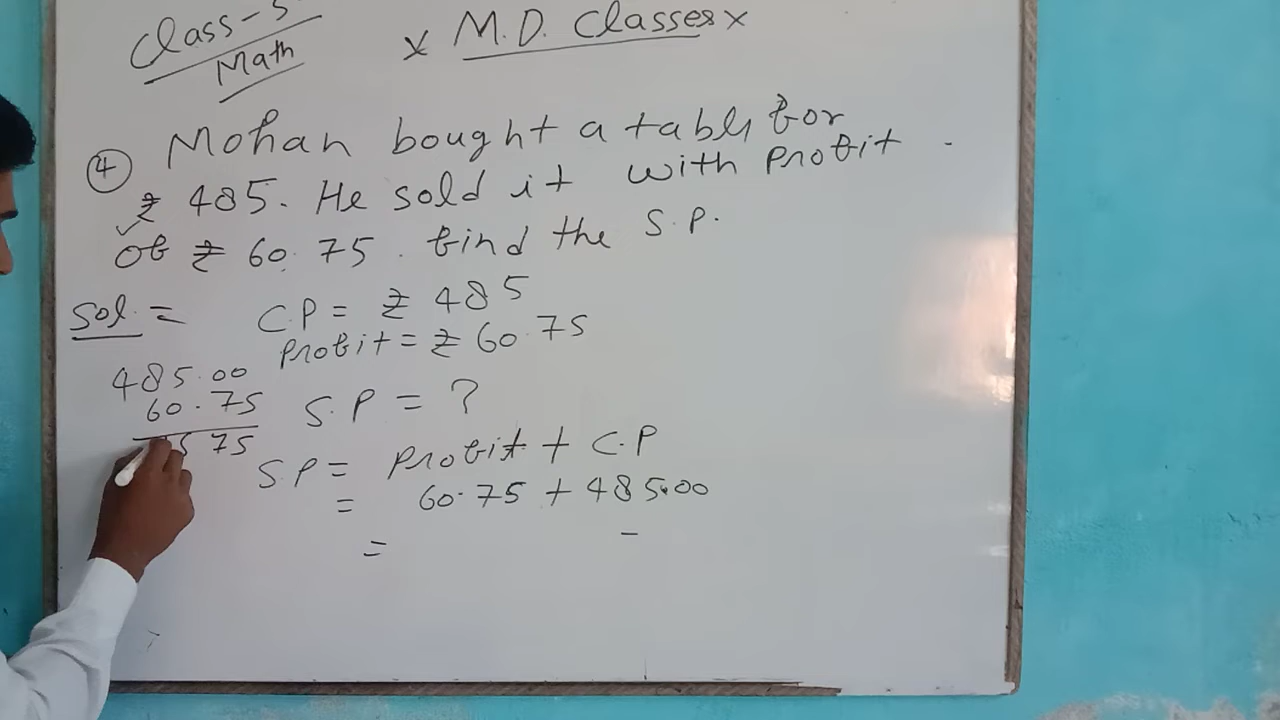 Class-5
Math
x M.D. Classes x
④ Mohan bought a table for
₹ 485. He sold it with Profit
of ₹ 60.75. find the S.P.
Sol. = C.P = ₹ 485
Profit = ₹ 60.75
485.00
60.75
5 75
S.P = ?
S.P = Profit + C.P
= 60.75 + 485.00
= -